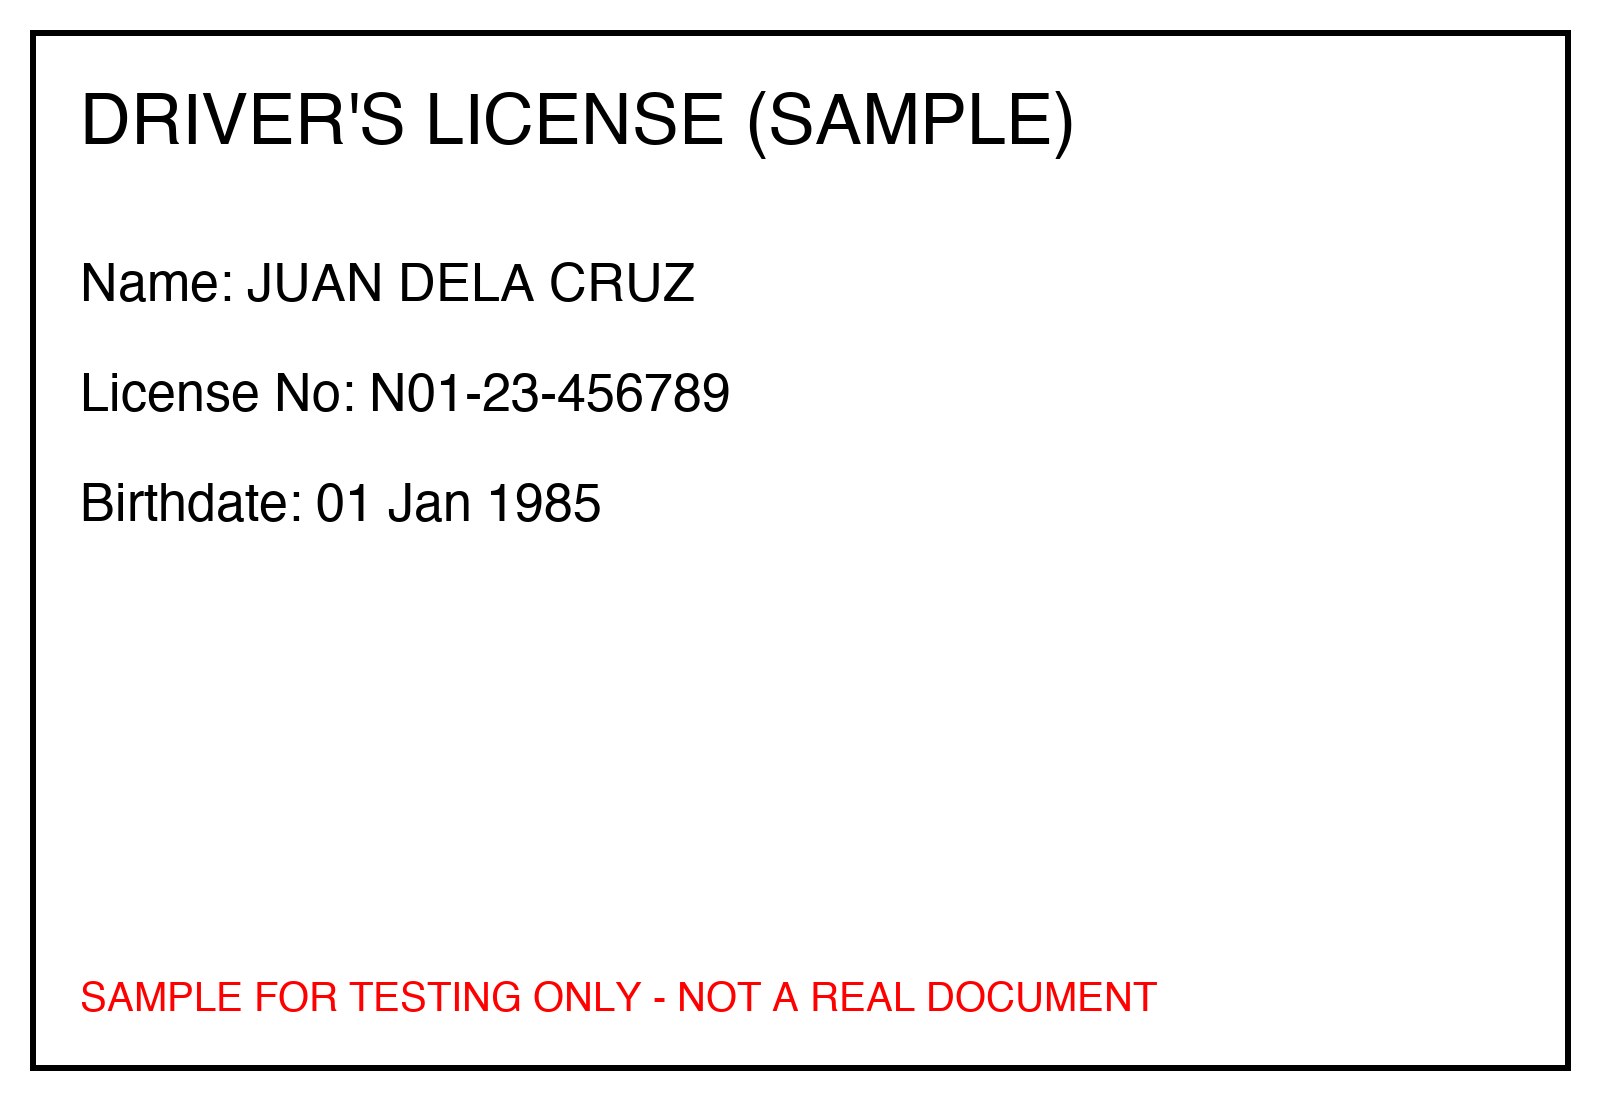 DRIVER'S LICENSE (SAMPLE)
Name: JUAN DELA CRUZ
License No: N01-23-456789
Birthdate: 01 Jan 1985
SAMPLE FOR TESTING ONLY - NOT A REAL DOCUMENT